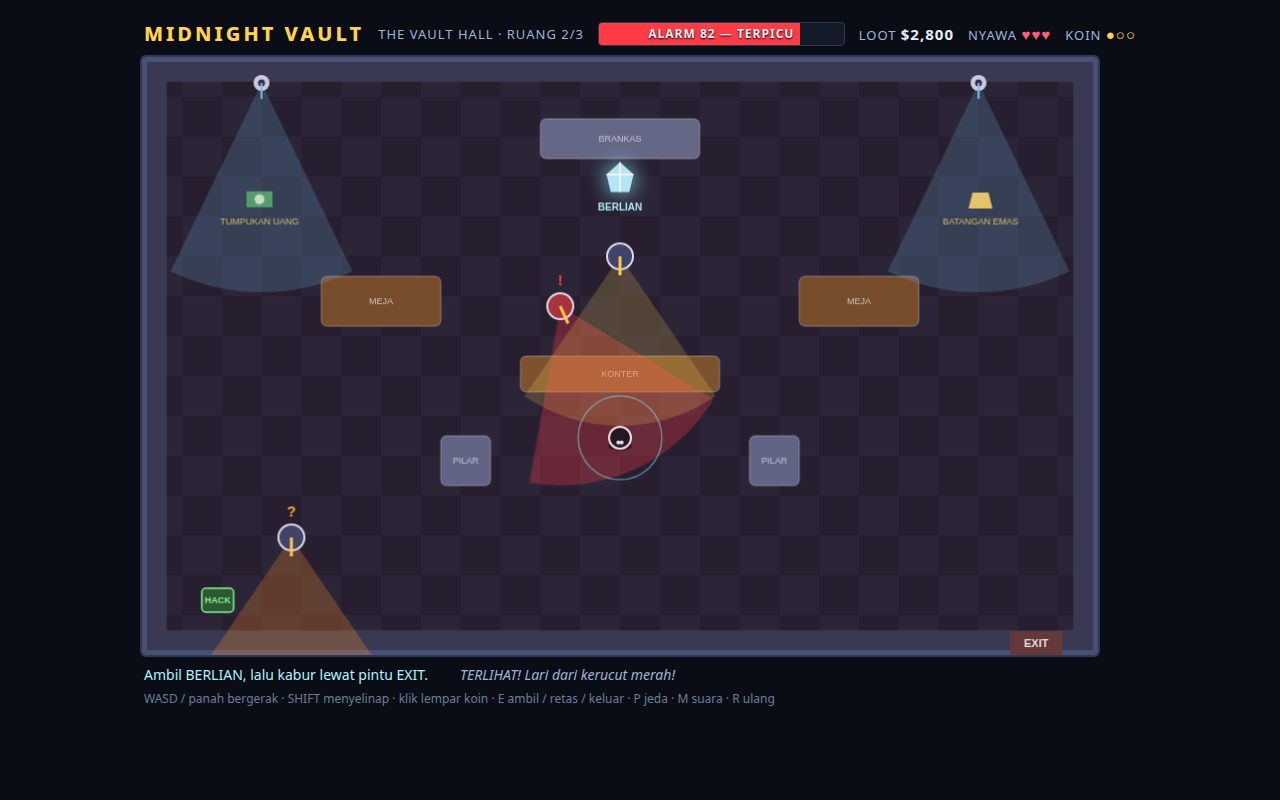 MIDNIGHT VAULT THE VAULT HALL · RUANG 2/3 ALARM 82 — TERPICU LOOT $2,800 NYAWA ♥♥♥ KOIN ●○○
BRANKAS
BERLIAN
TUMPUKAN UANG
BATANGAN EMAS
!
MEJA
MEJA
KONTER
PILAR
PILAR
?
HACK
EXIT
Ambil BERLIAN, lalu kabur lewat pintu EXIT. TERLIHAT! Lari dari kerucut merah!
WASD / panah bergerak · SHIFT menyelinap · klik lempar koin · E ambil / retas / keluar · P jeda · M suara · R ulang